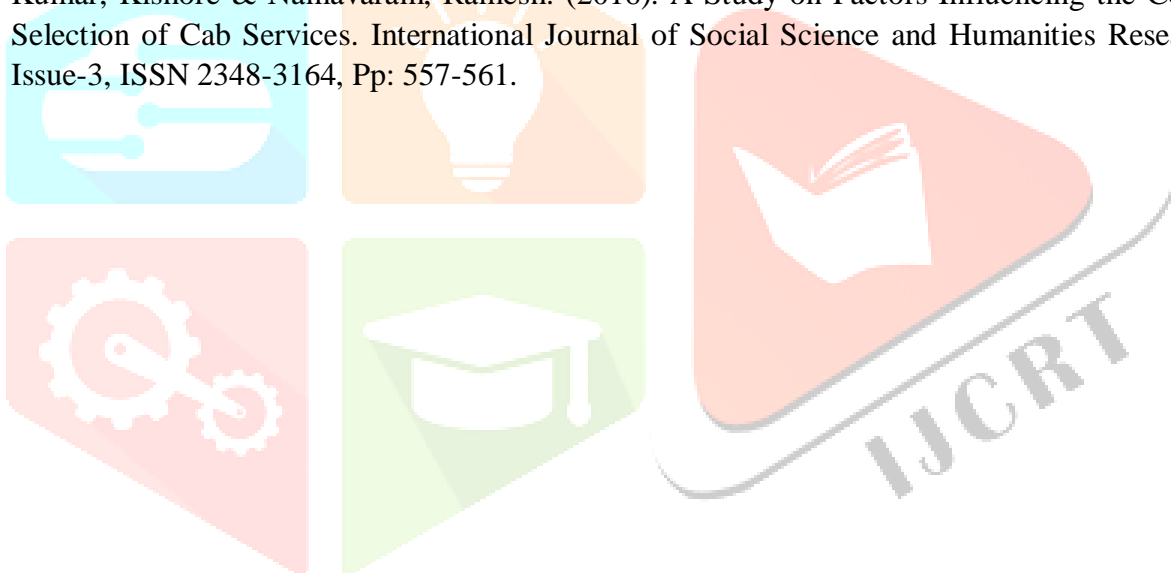 Kumar, Kishore & Namavaram, Ramesh. (2016). A Study on Factors Influencing the
Selection of Cab Services. International Journal of Social Science and Humanities
Issue-3, ISSN 2348-3164, Pp: 557-561.
IJCRT